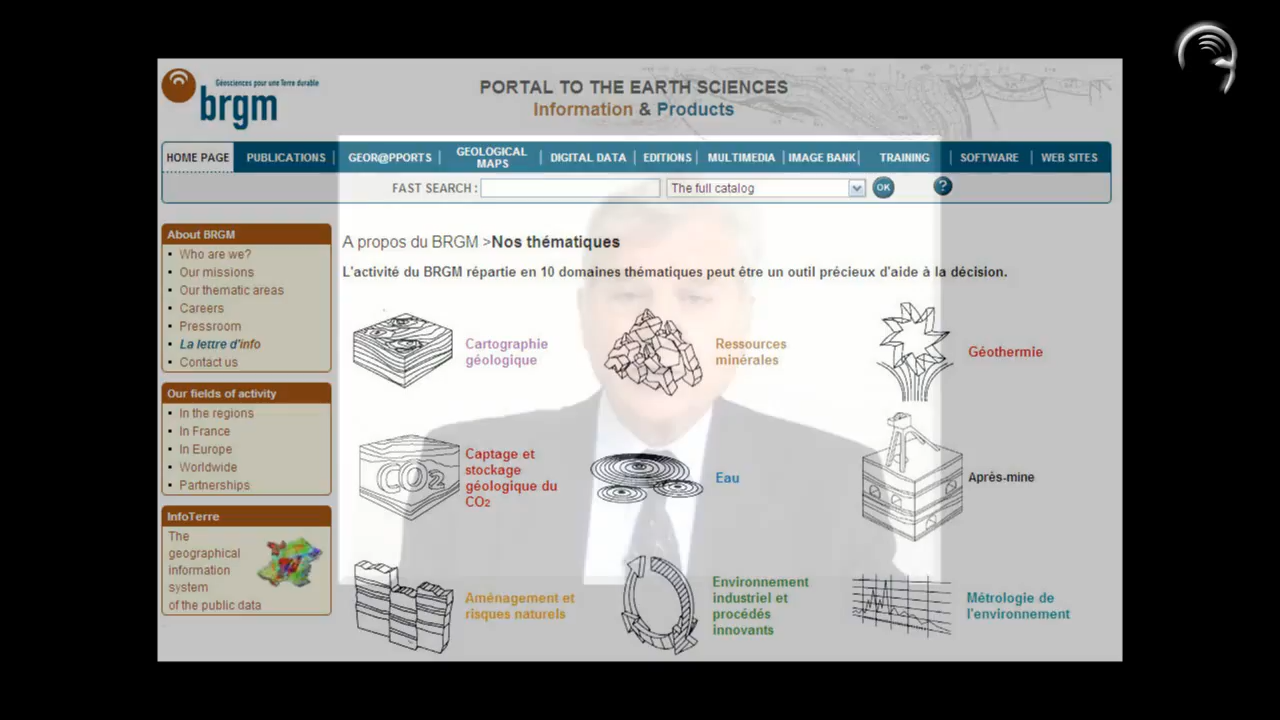 Géosciences pour une Terre durable
brgm
PORTAL TO THE EARTH SCIENCES
Information & Products
HOME PAGE
PUBLICATIONS
GEOR@PPORTS
GEOLOGICAL
MAPS
DIGITAL DATA
EDITIONS
MULTIMEDIA
IMAGE BANK
TRAINING
SOFTWARE
WEB SITES
FAST SEARCH :
The full catalog
OK
?
About BRGM
Who are we?
Our missions
Our thematic areas
Careers
Pressroom
La lettre d'info
Contact us
Our fields of activity
In the regions
In France
In Europe
Worldwide
Partnerships
InfoTerre
The
geographical
information
system
of the public data
A propos du BRGM >Nos thématiques
L'activité du BRGM répartie en 10 domaines thématiques peut être un outil précieux d'aide à la décision.
Cartographie
géologique
Ressources
minérales
Géothermie
CO2
Captage et
stockage
géologique du
CO2
Eau
Après-mine
Aménagement et
risques naturels
Environnement
industriel et
procédés
innovants
Métrologie de
l'environnement